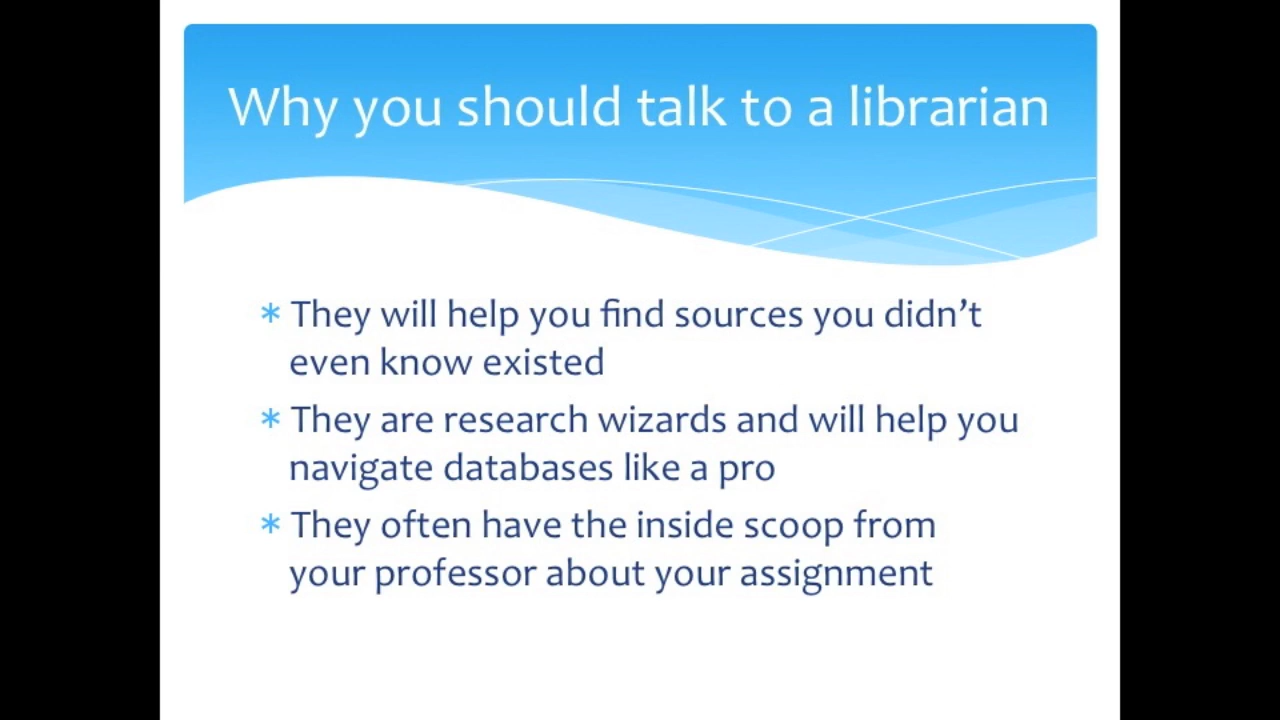 Why you should talk to a librarian
* They will help you find sources you didn’t
even know existed
* They are research wizards and will help you
navigate databases like a pro
* They often have the inside scoop from
your professor about your assignment